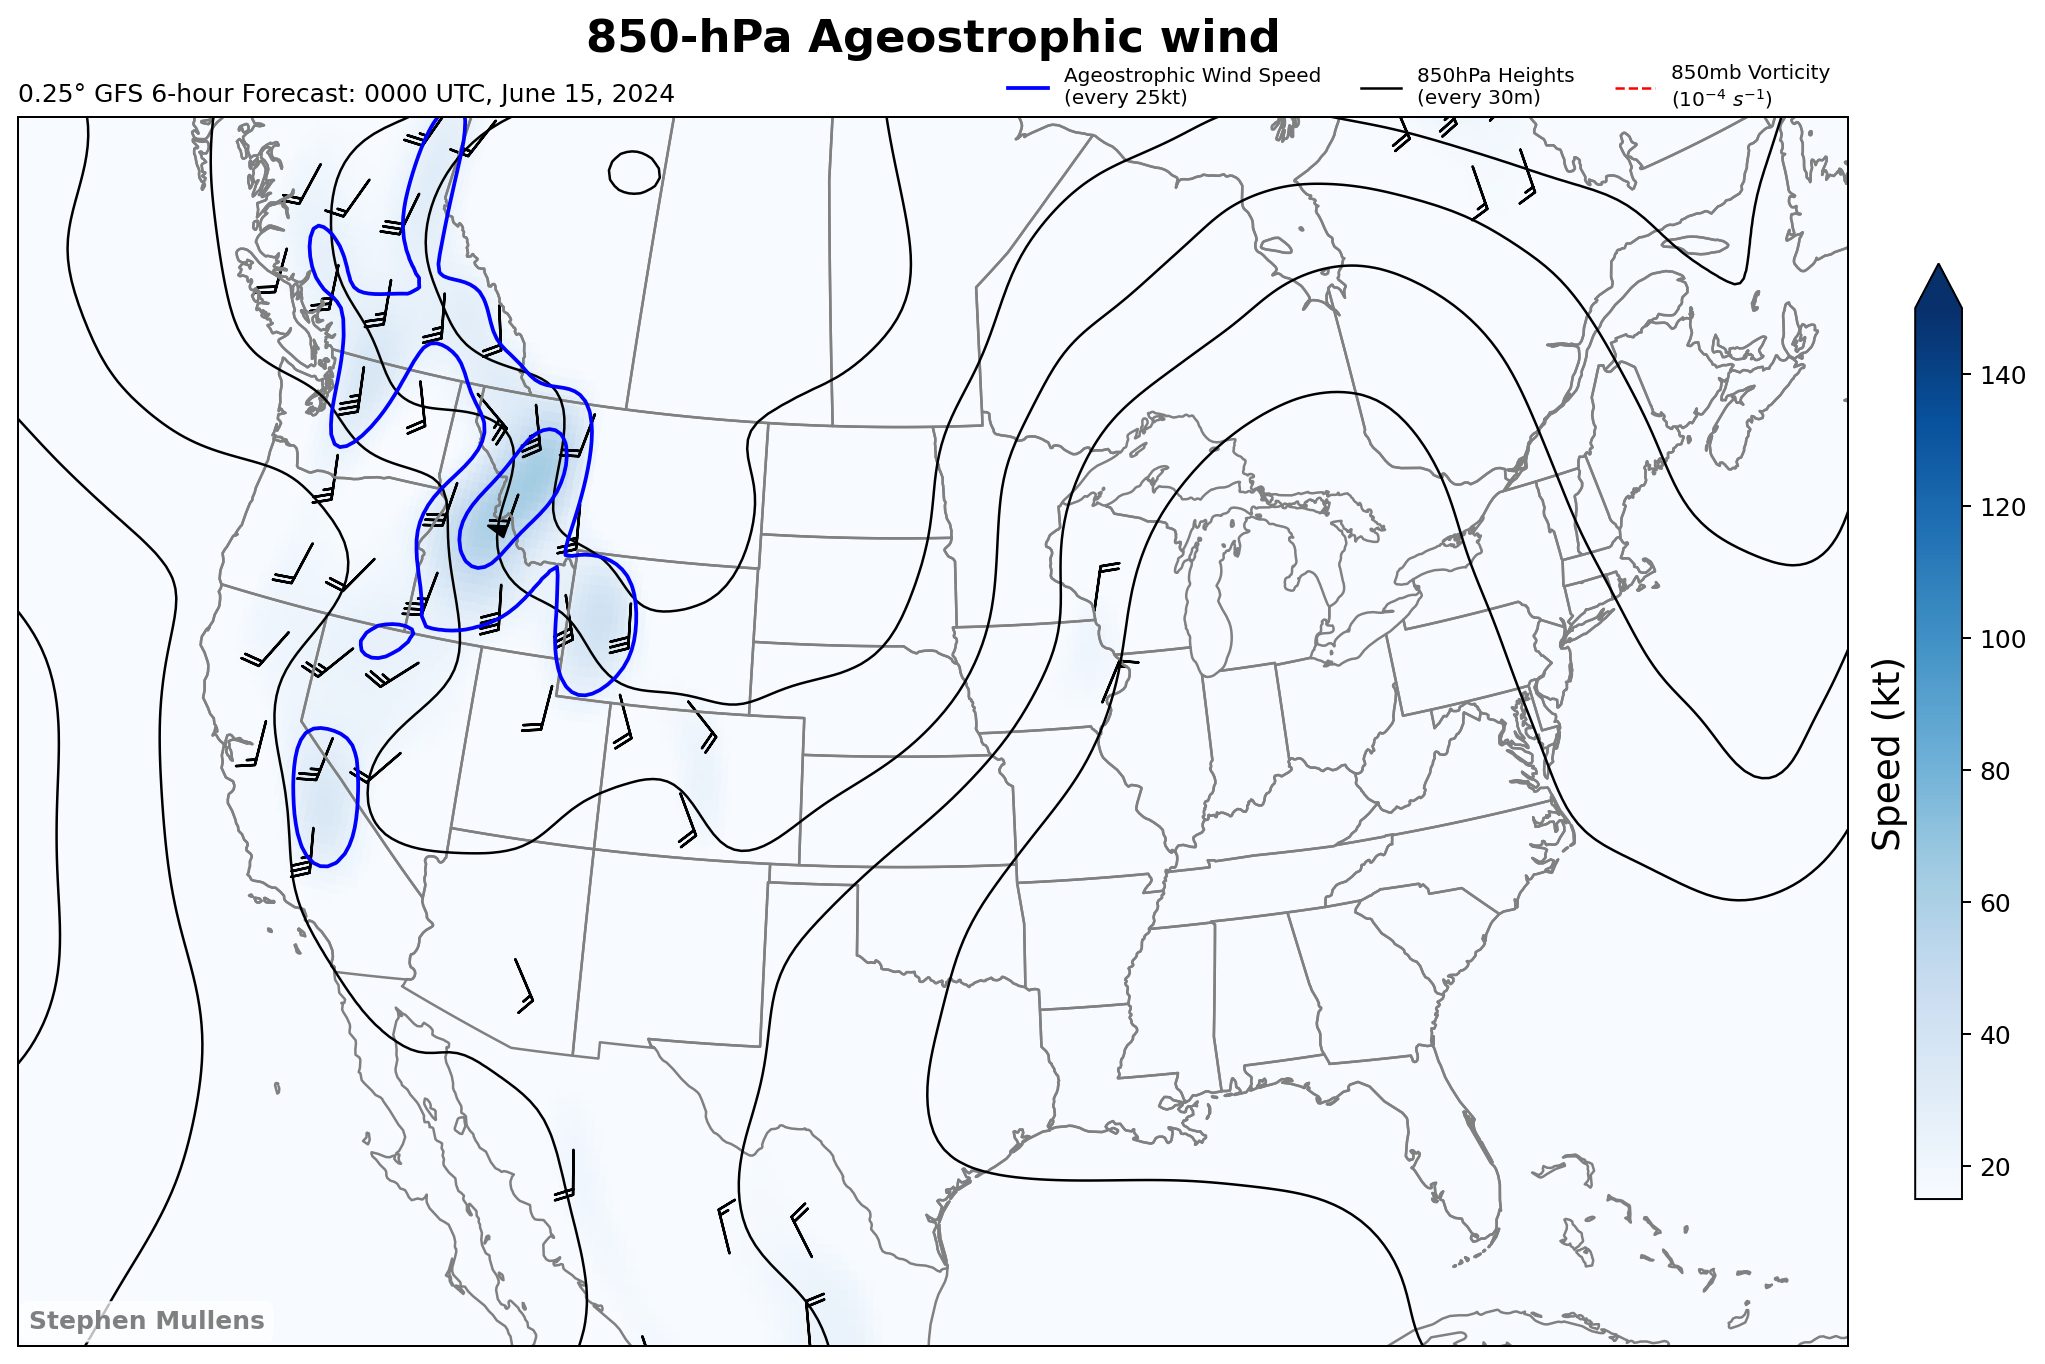 850-hPa Ageostrophic wind
0.25° GFS 6-hour Forecast: 0000 UTC, June 15, 2024
Ageostrophic Wind Speed
(every 25kt)
850hPa Heights
(every 30m)
850mb Vorticity
(10⁻⁴ s⁻¹)
140
120
100
80
60
40
20
Speed (kt)
Stephen Mullens